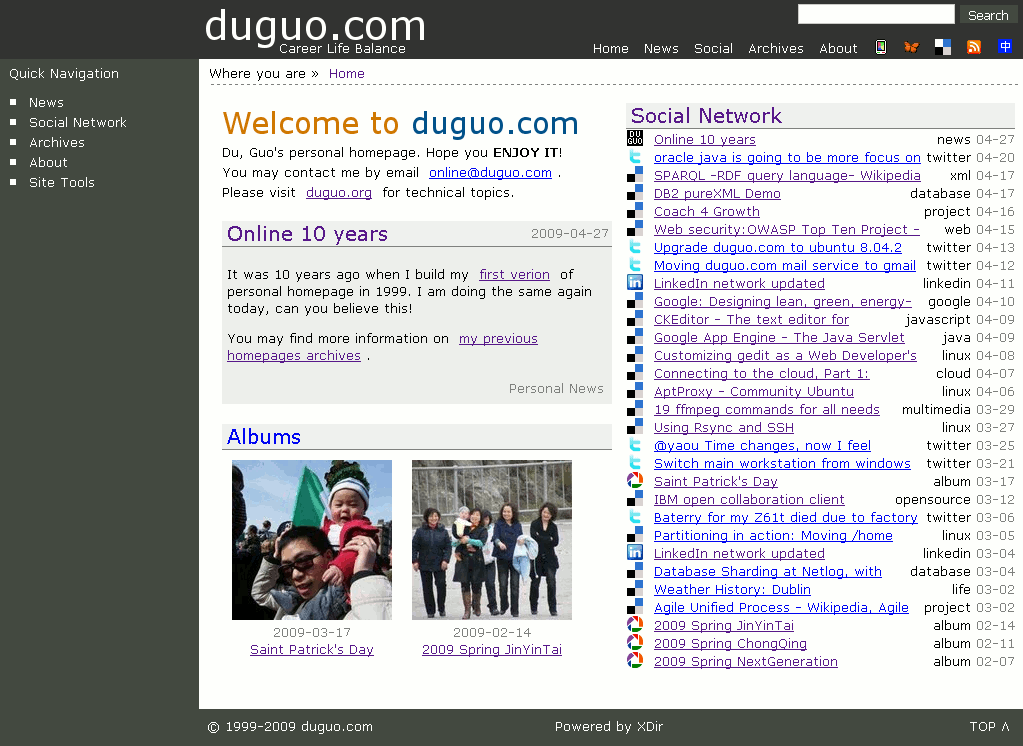 duguo.com
Career Life Balance
Search
Home News Social Archives About 中
Quick Navigation
News
Social Network
Archives
About
Site Tools
Where you are » Home
Welcome to duguo.com
Du, Guo's personal homepage. Hope you ENJOY IT!
You may contact me by email online@duguo.com .
Please visit duguo.org for technical topics.
Online 10 years 2009-04-27
It was 10 years ago when I build my first verion of
personal homepage in 1999. I am doing the same again
today, can you believe this!
You may find more information on my previous
homepages archives .
Personal News
Albums
2009-03-17
Saint Patrick's Day
2009-02-14
2009 Spring JinYinTai
Social Network
DU GUO Online 10 years news 04-27
oracle java is going to be more focus on twitter 04-20
SPARQL -RDF query language- Wikipedia xml 04-17
DB2 pureXML Demo database 04-17
Coach 4 Growth project 04-16
Web security:OWASP Top Ten Project - web 04-15
Upgrade duguo.com to ubuntu 8.04.2 twitter 04-13
Moving duguo.com mail service to gmail twitter 04-12
in LinkedIn network updated linkedin 04-11
Google: Designing lean, green, energy- google 04-10
CKEditor - The text editor for javascript 04-09
Google App Engine - The Java Servlet java 04-09
Customizing gedit as a Web Developer's linux 04-08
Connecting to the cloud, Part 1: cloud 04-07
AptProxy - Community Ubuntu linux 04-06
19 ffmpeg commands for all needs multimedia 03-29
Using Rsync and SSH linux 03-27
@yaou Time changes, now I feel twitter 03-25
Switch main workstation from windows twitter 03-21
Saint Patrick's Day album 03-17
IBM open collaboration client opensource 03-12
Baterry for my Z61t died due to factory twitter 03-06
Partitioning in action: Moving /home linux 03-05
in LinkedIn network updated linkedin 03-04
Database Sharding at Netlog, with database 03-04
Weather History: Dublin life 03-02
Agile Unified Process - Wikipedia, Agile project 03-02
2009 Spring JinYinTai album 02-14
2009 Spring ChongQing album 02-11
2009 Spring NextGeneration album 02-07
© 1999-2009 duguo.com Powered by XDir TOP Λ